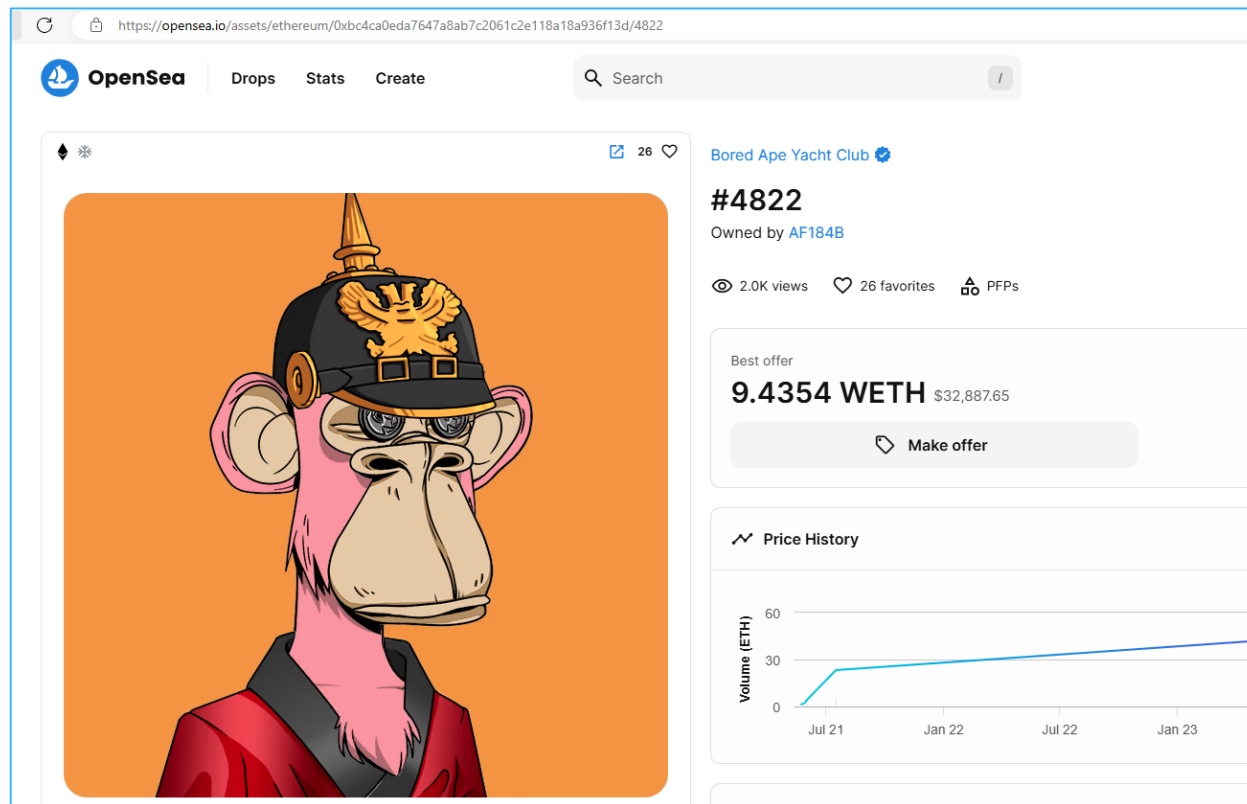 https://opensea.io/assets/ethereum/0xbc4ca0eda7647a8ab7c2061c2e118a18a936f13d/4822
OpenSea Drops Stats Create Search /
26
Bored Ape Yacht Club
#4822
Owned by AF184B
2.0K views 26 favorites PFPs
Best offer
9.4354 WETH $32,887.65
Make offer
Price History
Volume (ETH)
60
30
0
Jul 21 Jan 22 Jul 22 Jan 23